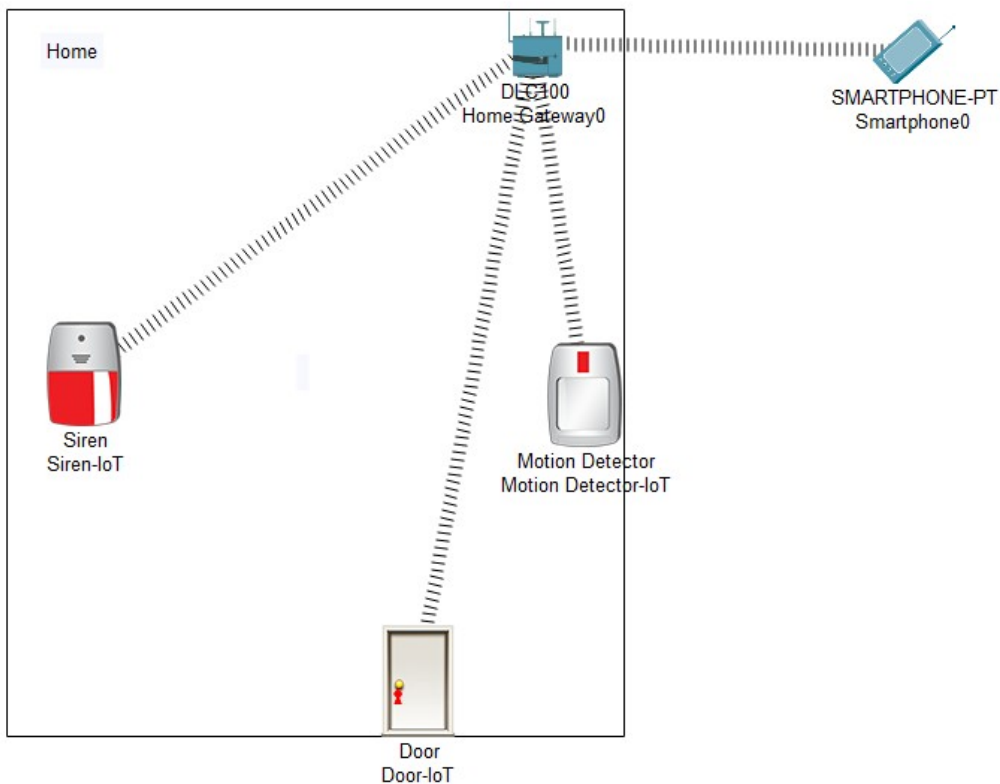 Home
DLC100
Home Gateway0
SMARTPHONE-PT
Smartphone0
Siren
Siren-IoT
Motion Detector
Motion Detector-IoT
Door
Door-IoT